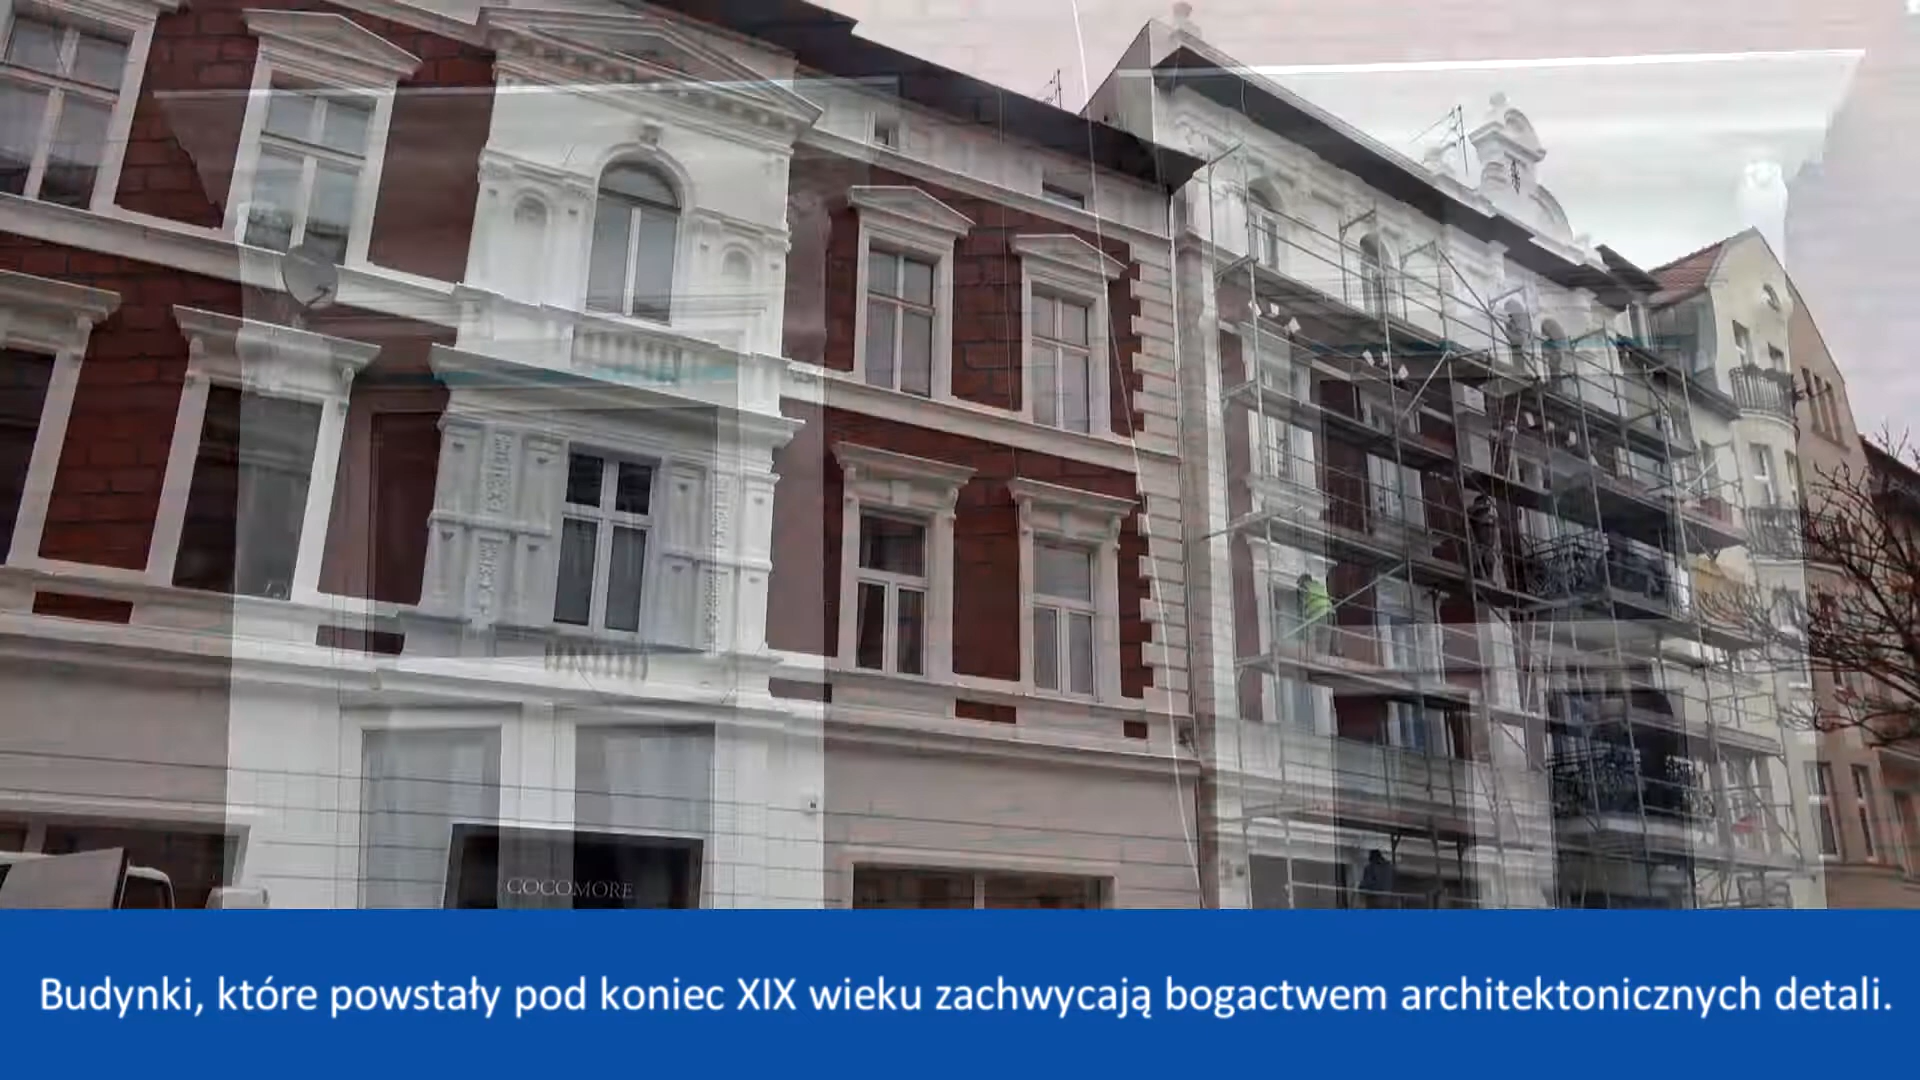 COCOMORE
Budynki, które powstały pod koniec XIX wieku zachwycają bogactwem architektonicznych detali.